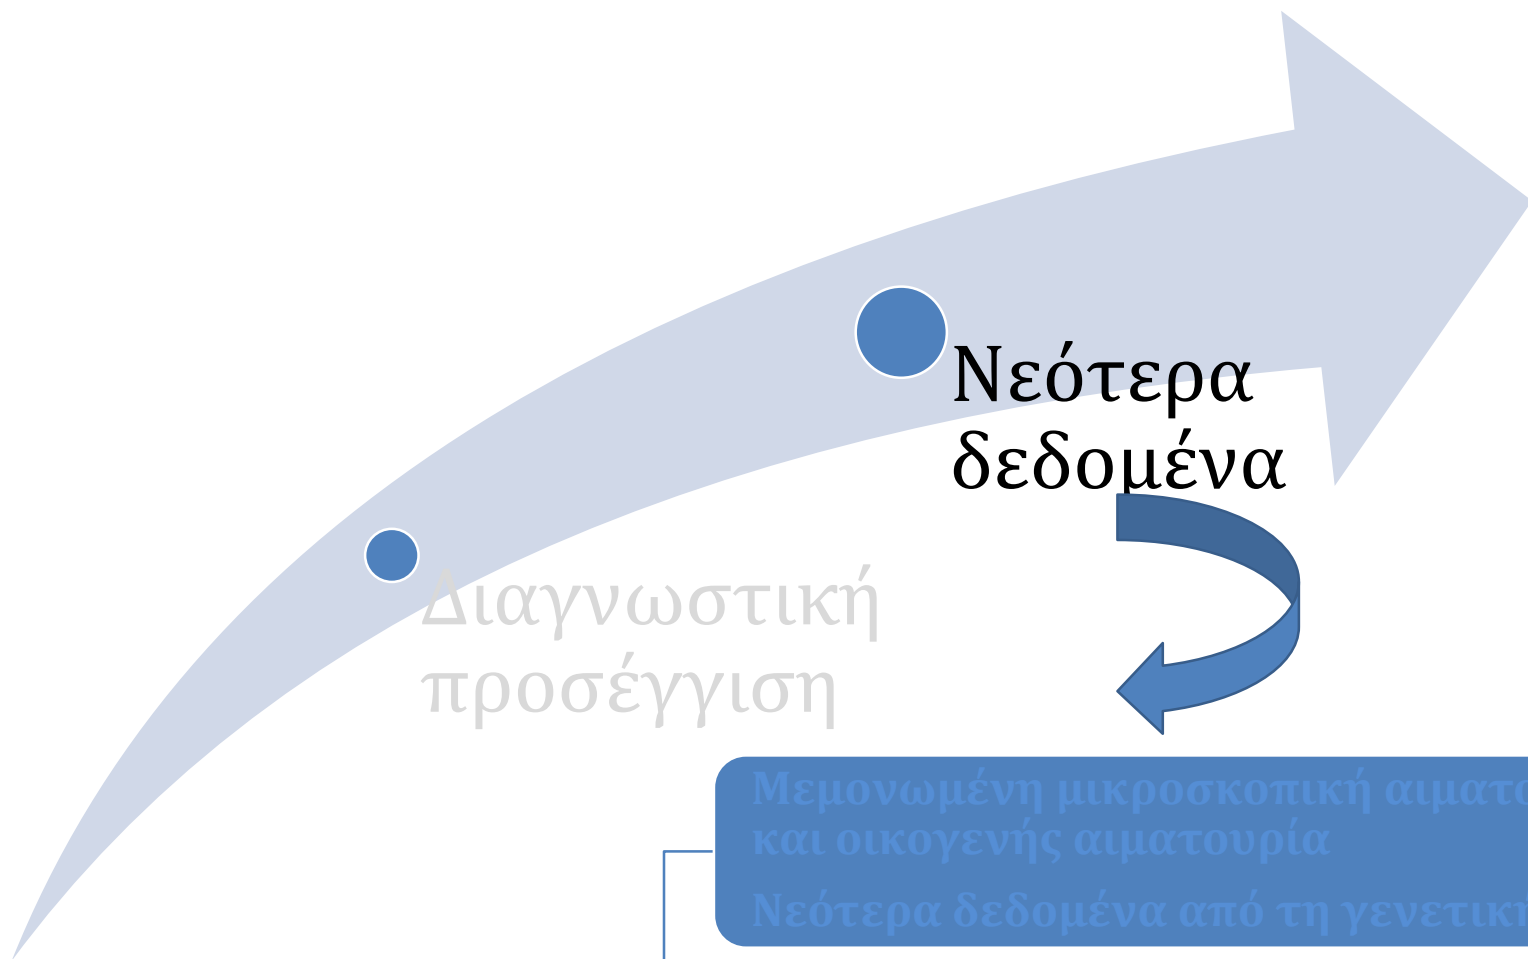 Νεότερα
δεδομένα
Διαγνωστική
προσέγγιση
Μεμονωμένη μικροσκοπική αιματο
και οικογενής αιματουρία
Νεότερα δεδομένα από τη γενετική